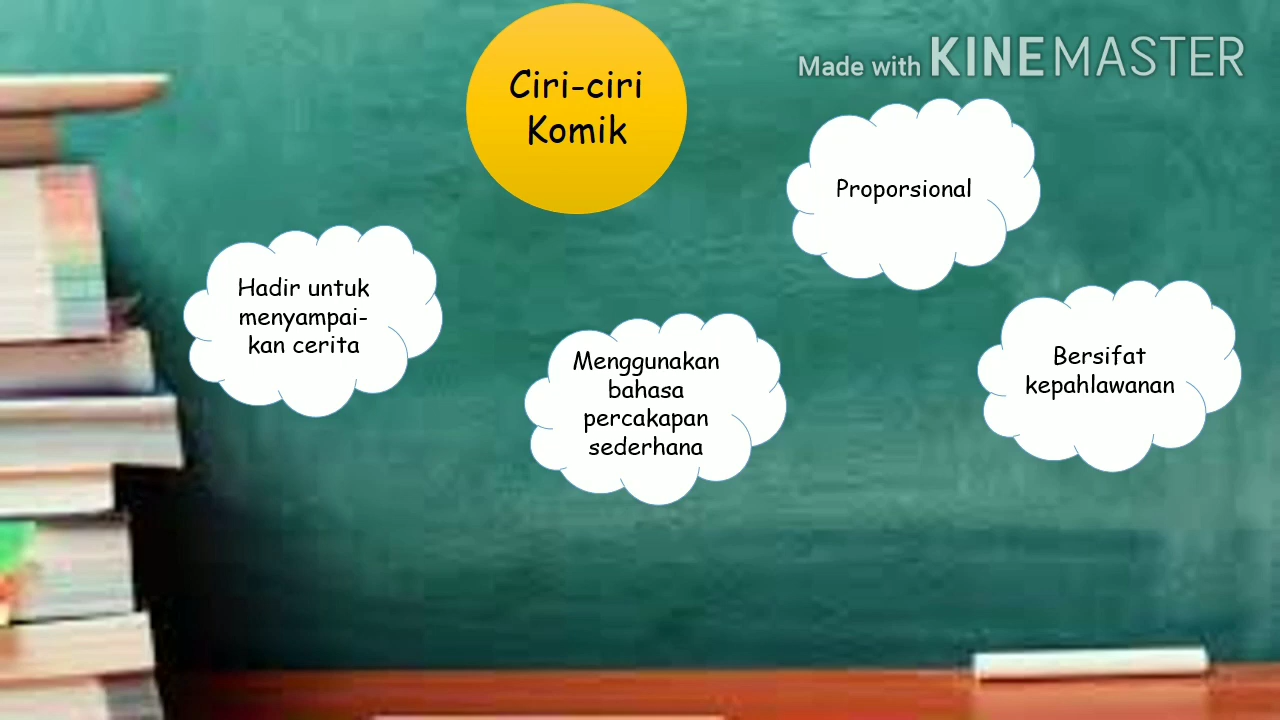 Ciri-ciri
Komik
Made with KINEMASTER
Proporsional
Hadir untuk
menyampai-
kan cerita
Menggunakan
bahasa
percakapan
sederhana
Bersifat
kepahlawanan